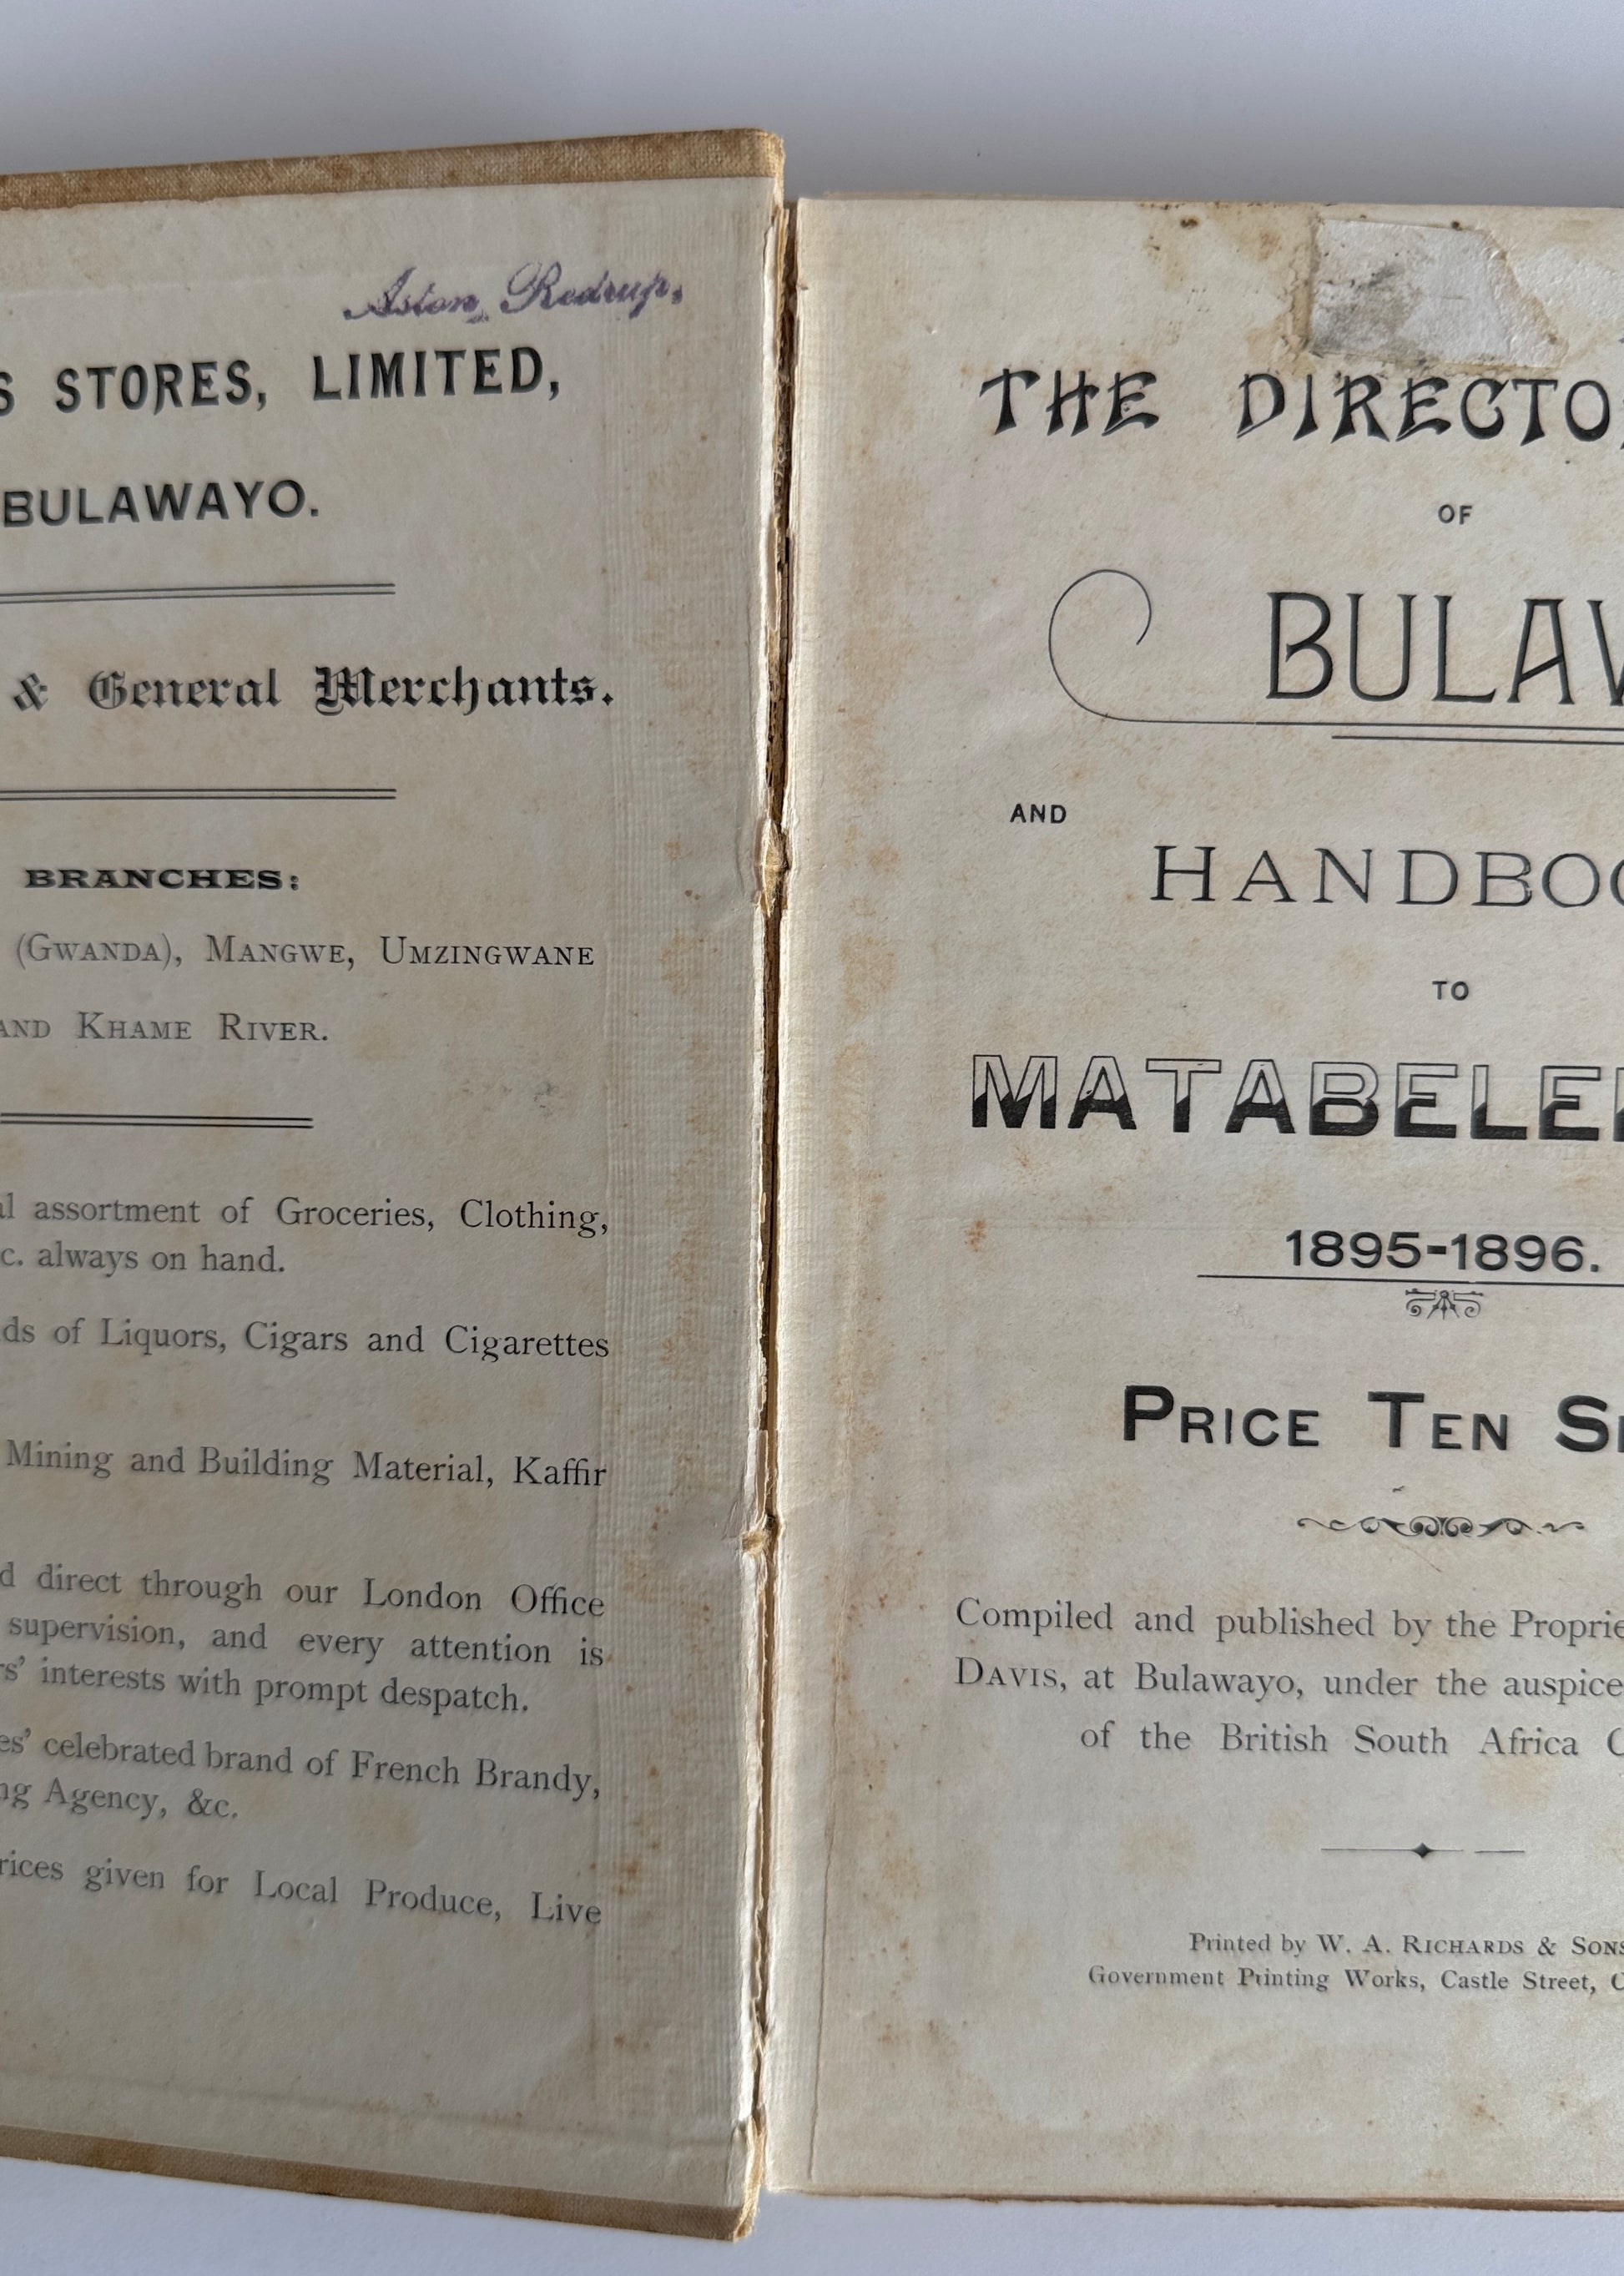 Aston Redrup.
S STORES, LIMITED,
BULAWAYO.
& General Merchants.
BRANCHES:
(GWANDA), MANGWE, UMZINGWANE
AND KHAME RIVER.
al assortment of Groceries, Clothing,
c. always on hand.
ds of Liquors, Cigars and Cigarettes
Mining and Building Material, Kaffir
d direct through our London Office
supervision, and every attention is
rs' interests with prompt despatch.
es' celebrated brand of French Brandy,
ng Agency, &c.
rices given for Local Produce, Live
THE DIRECTO
OF
BULAW
AND
HANDBOO
TO
MATABELE
1895-1896.
PRICE TEN S
Compiled and published by the Proprie
DAVIS, at Bulawayo, under the auspice
of the British South Africa C
Printed by W. A. RICHARDS & SONS
Government Printing Works, Castle Street, C